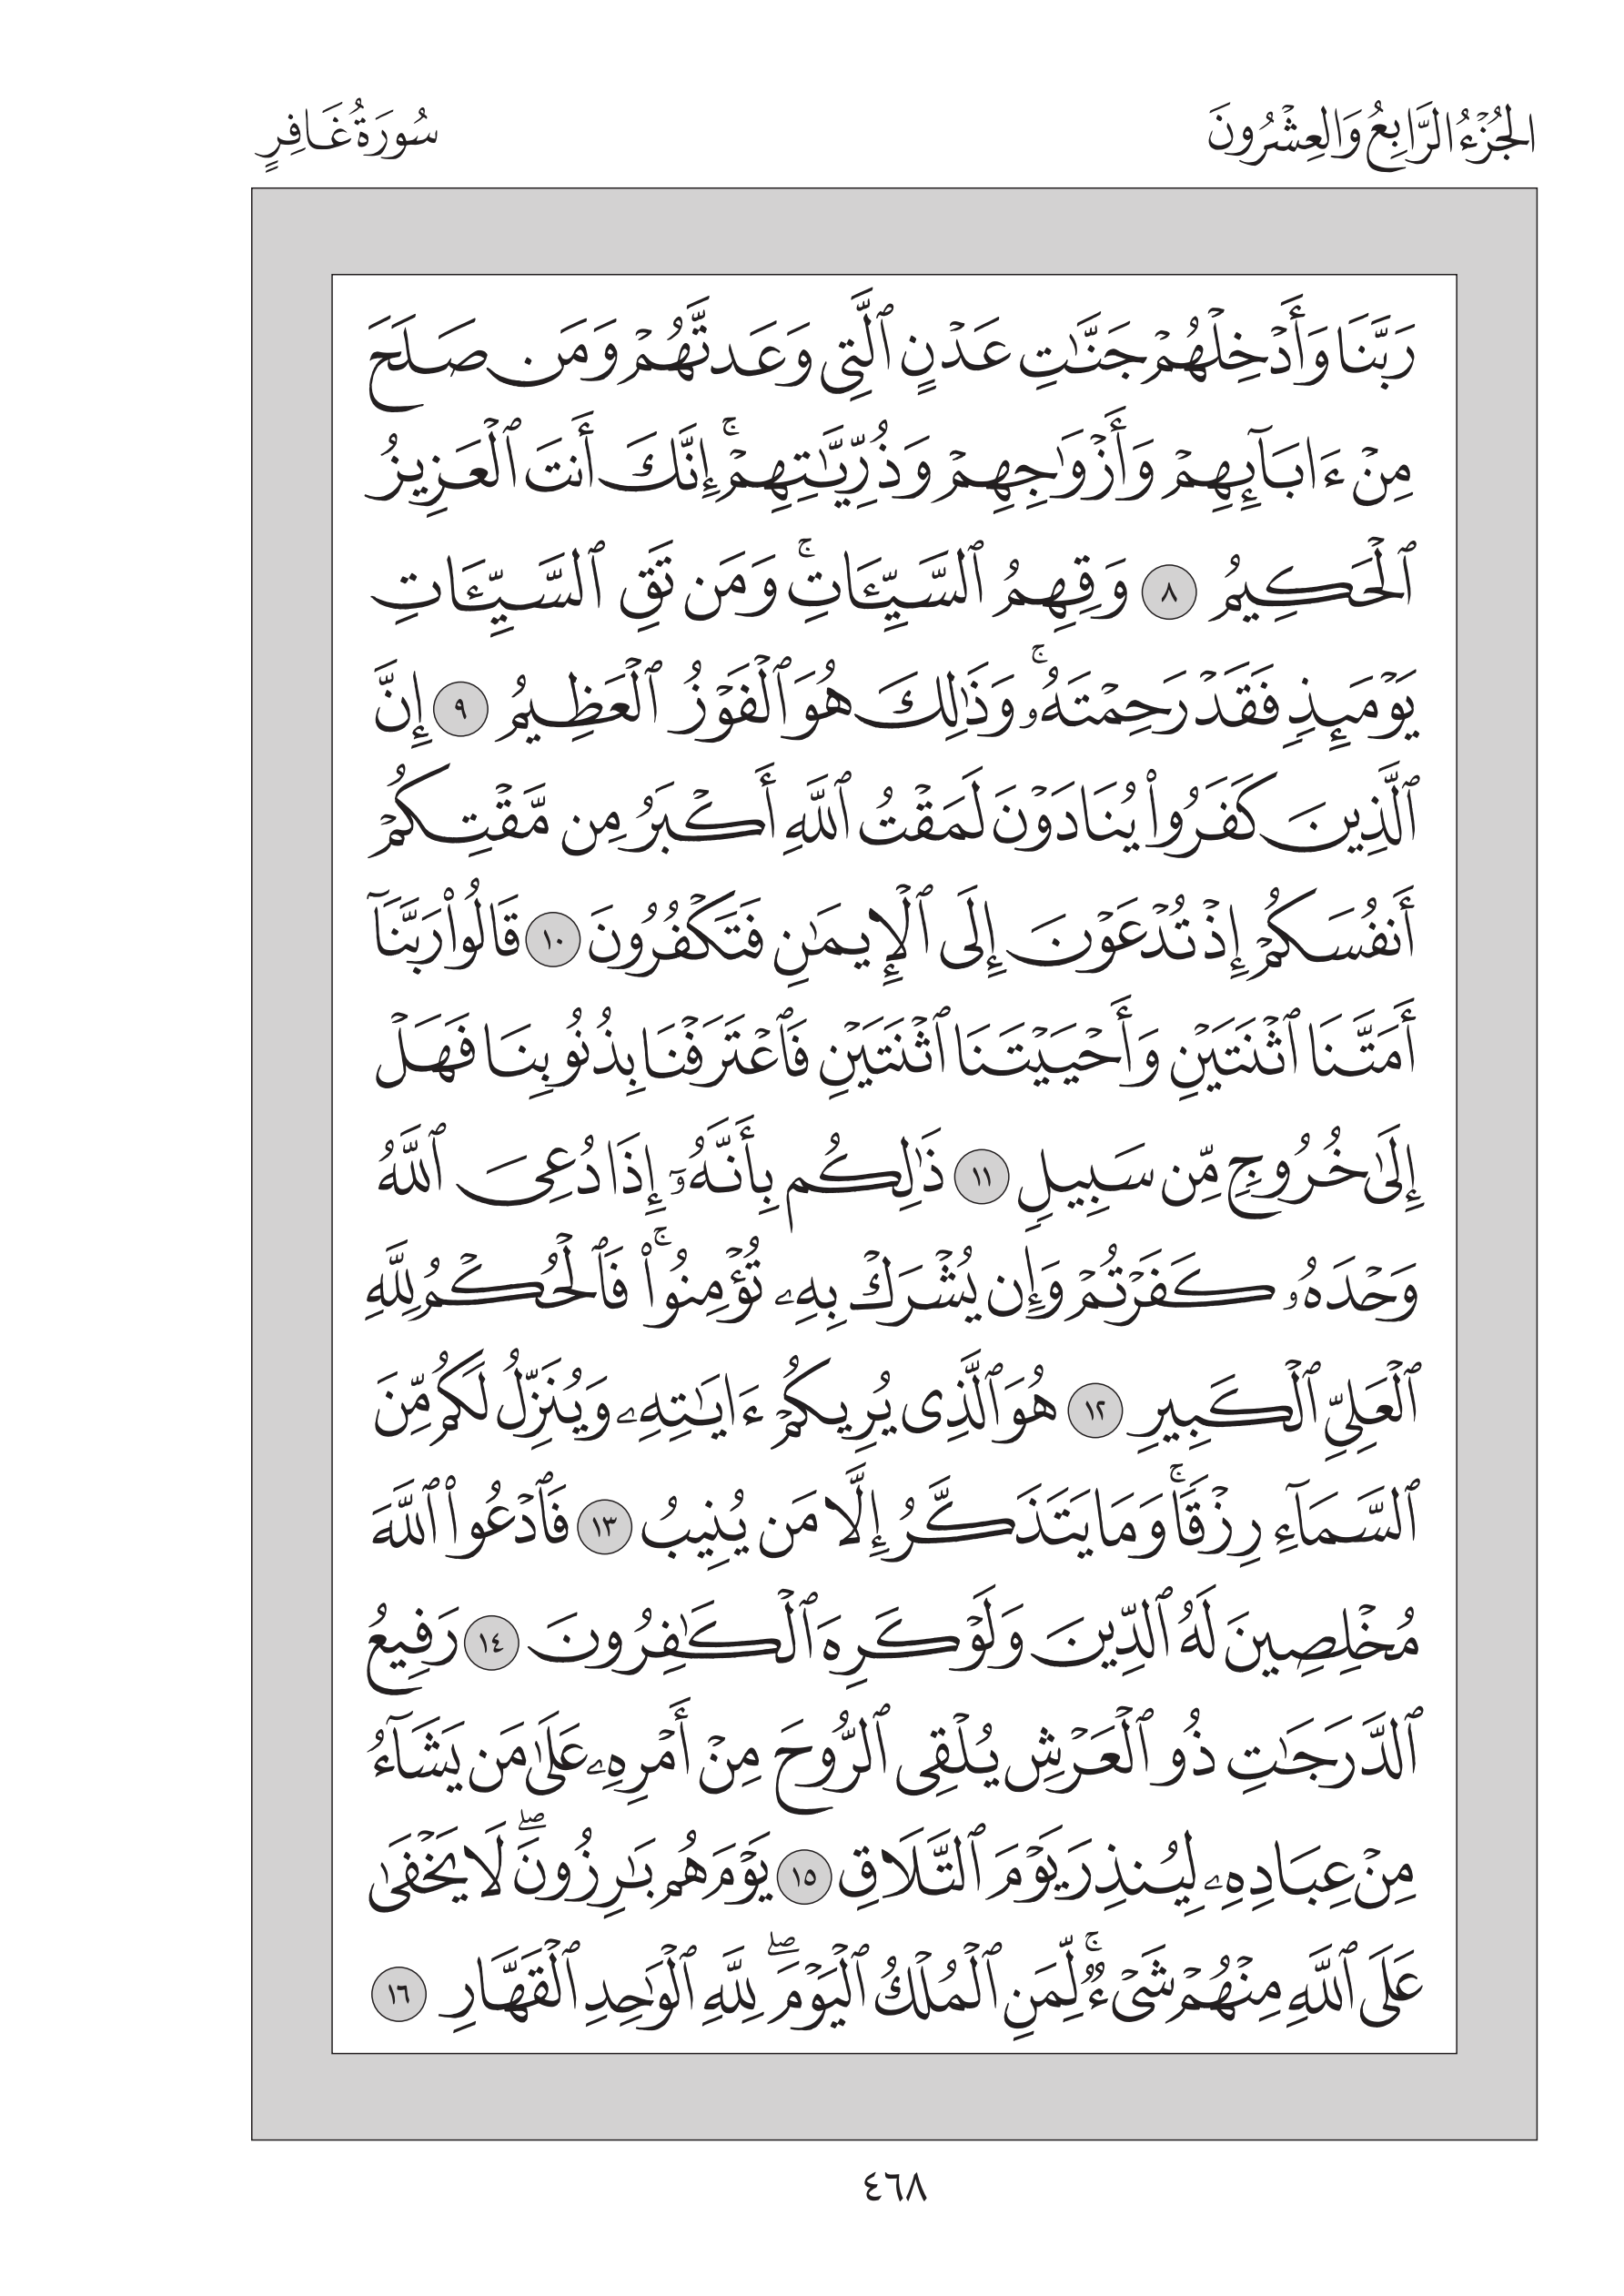 الجُزْءُ الرَّابِعُ وَالعِشْرُونَ
سُورَةُ غَافِرٍ
رَبَّنَا وَأَدْخِلْهُمْ جَنَّٰتِ عَدْنٍ ٱلَّتِى وَعَدتَّهُمْ وَمَن صَلَحَ
مِنْ ءَابَآئِهِمْ وَأَزْوَٰجِهِمْ وَذُرِّيَّٰتِهِمْۚ إِنَّكَ أَنتَ ٱلْعَزِيزُ
ٱلْحَكِيمُ ٨ وَقِهِمُ ٱلسَّيِّـَٔاتِۚ وَمَن تَقِ ٱلسَّيِّـَٔاتِ
يَوْمَئِذٍ فَقَدْ رَحِمْتَهُۥۚ وَذَٰلِكَ هُوَ ٱلْفَوْزُ ٱلْعَظِيمُ ٩ إِنَّ
ٱلَّذِينَ كَفَرُوا۟ يُنَادَوْنَ لَمَقْتُ ٱللَّهِ أَكْبَرُ مِن مَّقْتِكُمْ
أَنفُسَكُمْ إِذْ تُدْعَوْنَ إِلَى ٱلْإِيمَٰنِ فَتَكْفُرُونَ ١٠ قَالُوا۟ رَبَّنَآ
أَمَتَّنَا ٱثْنَتَيْنِ وَأَحْيَيْتَنَا ٱثْنَتَيْنِ فَٱعْتَرَفْنَا بِذُنُوبِنَا فَهَلْ
إِلَىٰ خُرُوجٍ مِّن سَبِيلٍ ١١ ذَٰلِكُم بِأَنَّهُۥٓ إِذَا دُعِىَ ٱللَّهُ
وَحْدَهُۥ كَفَرْتُمْ وَإِن يُشْرَكْ بِهِۦ تُؤْمِنُوا۟ۚ فَٱلْحُكْمُ لِلَّهِ
ٱلْعَلِىِّ ٱلْكَبِيرِ ١٢ هُوَ ٱلَّذِى يُرِيكُمْ ءَايَٰتِهِۦ وَيُنَزِّلُ لَكُم مِّنَ
ٱلسَّمَآءِ رِزْقًاۚ وَمَا يَتَذَكَّرُ إِلَّا مَن يُنِيبُ ١٣ فَٱدْعُوا۟ ٱللَّهَ
مُخْلِصِينَ لَهُ ٱلدِّينَ وَلَوْ كَرِهَ ٱلْكَٰفِرُونَ ١٤ رَفِيعُ
ٱلدَّرَجَٰتِ ذُو ٱلْعَرْشِ يُلْقِى ٱلرُّوحَ مِنْ أَمْرِهِۦ عَلَىٰ مَن يَشَآءُ
مِنْ عِبَادِهِۦ لِيُنذِرَ يَوْمَ ٱلتَّلَاقِ ١٥ يَوْمَ هُم بَٰرِزُونَۖ لَا يَخْفَىٰ
عَلَى ٱللَّهِ مِنْهُمْ شَىْءٌۚ لِّمَنِ ٱلْمُلْكُ ٱلْيَوْمَۖ لِلَّهِ ٱلْوَٰحِدِ ٱلْقَهَّارِ ١٦
٤٦٨